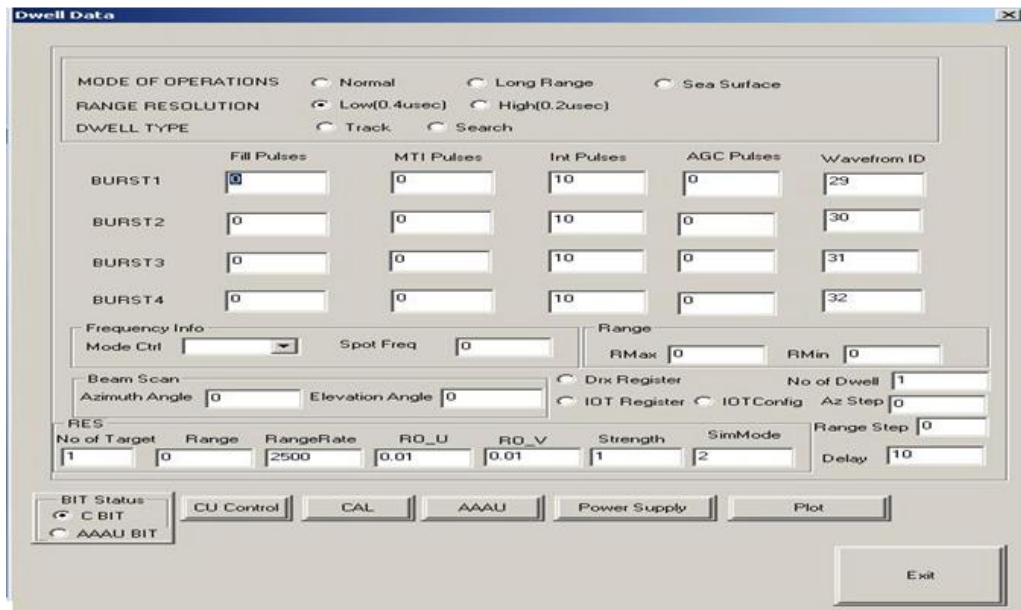 Dwell Data
MODE OF OPERATIONS Normal Long Range Sea Surface
RANGE RESOLUTION Low(0.4usec) High(0.2usec)
DWELL TYPE Track Search
Fill Pulses MTI Pulses Int Pulses AGC Pulses Wavefrom ID
BURST1 0 0 10 0 29
BURST2 0 0 10 0 30
BURST3 0 0 10 0 31
BURST4 0 0 10 0 32
Frequency Info
Mode Ctrl Spot Freq 0
Range
RMax 0 RMin 0
Beam Scan
Azimuth Angle 0 Elevation Angle 0
Drx Register No of Dwell 1
IOT Register IOTConfig Az Step 0
RES
No of Target Range RangeRate RO_U RO_V Strength SimMode
1 0 2500 0.01 0.01 1 2
Range Step 0
Delay 10
BIT Status
C BIT
AAAU BIT
CU Control CAL AAAU Power Supply Plot
Exit